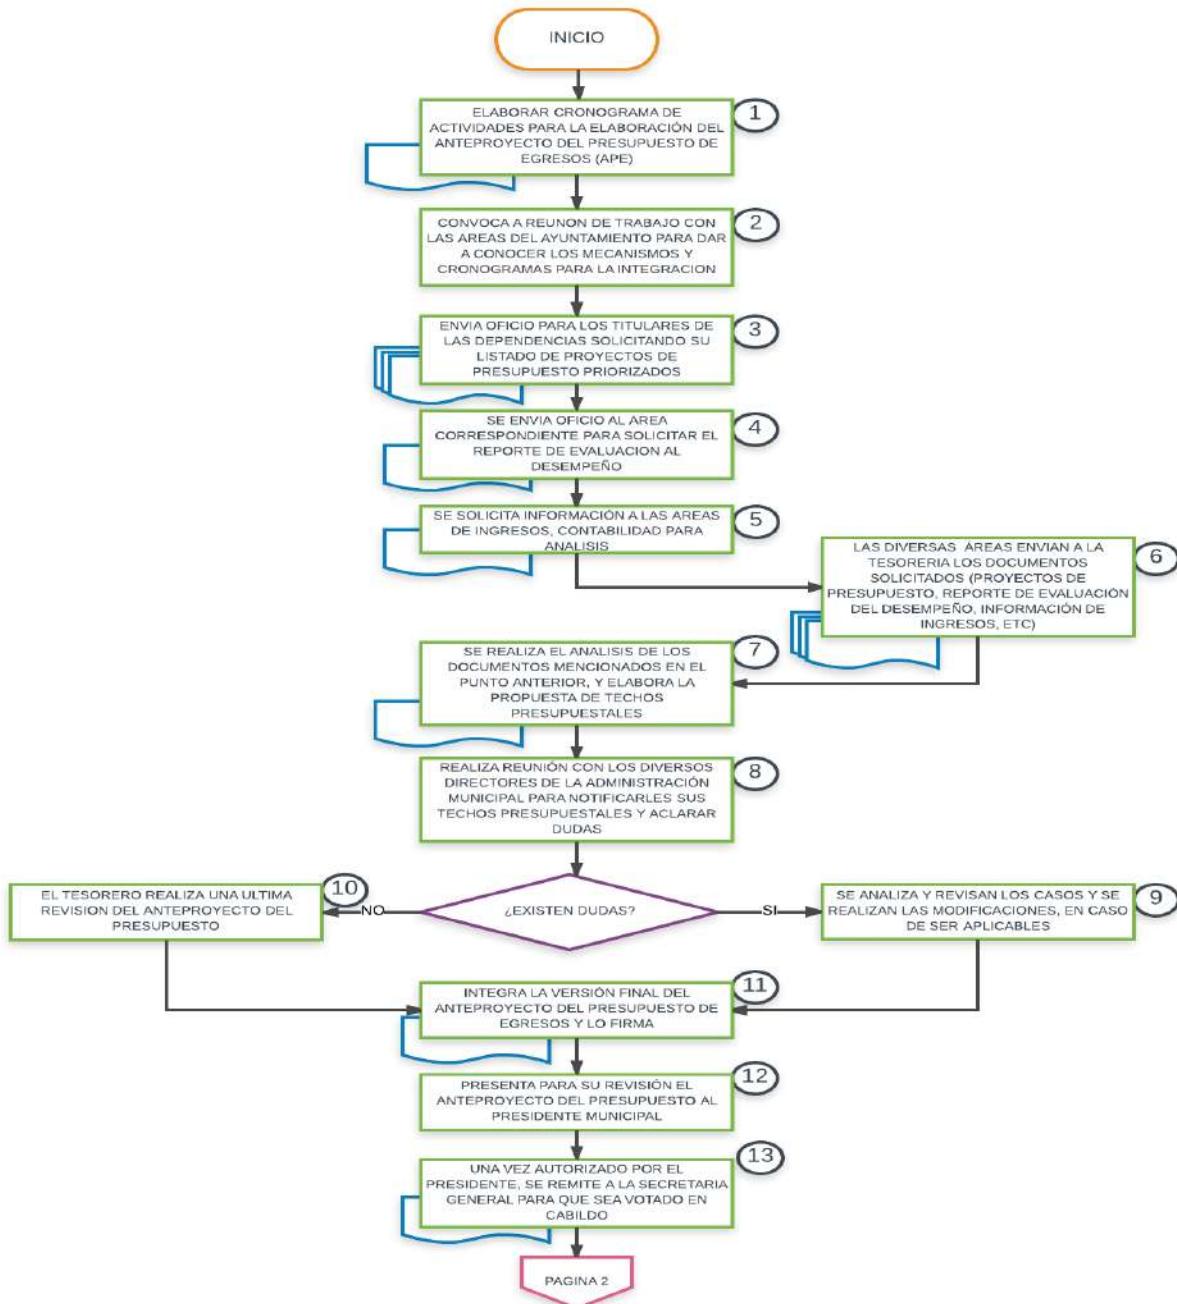 INICIO
1
ELABORAR CRONOGRAMA DE
ACTIVIDADES PARA LA ELABORACIÓN DEL
ANTEPROYECTO DEL PRESUPUESTO DE
EGRESOS (APE)
2
CONVOCA A REUNON DE TRABAJO CON
LAS AREAS DEL AYUNTAMIENTO PARA DAR
A CONOCER LOS MECANISMOS Y
CRONOGRAMAS PARA LA INTEGRACION
3
ENVIA OFICIO PARA LOS TITULARES DE
LAS DEPENDENCIAS SOLICITANDO SU
LISTADO DE PROYECTOS DE
PRESUPUESTO PRIORIZADOS
4
SE ENVIA OFICIO AL AREA
CORRESPONDIENTE PARA SOLICITAR EL
REPORTE DE EVALUACION AL
DESEMPEÑO
5
SE SOLICITA INFORMACIÓN A LAS AREAS
DE INGRESOS, CONTABILIDAD PARA
ANALISIS
6
LAS DIVERSAS ÁREAS ENVIAN A LA
TESORERIA LOS DOCUMENTOS
SOLICITADOS (PROYECTOS DE
PRESUPUESTO, REPORTE DE EVALUACIÓN
DEL DESEMPEÑO, INFORMACIÓN DE
INGRESOS, ETC)
7
SE REALIZA EL ANALISIS DE LOS
DOCUMENTOS MENCIONADOS EN EL
PUNTO ANTERIOR, Y ELABORA LA
PROPUESTA DE TECHOS
PRESUPUESTALES
8
REALIZA REUNIÓN CON LOS DIVERSOS
DIRECTORES DE LA ADMINISTRACIÓN
MUNICIPAL PARA NOTIFICARLES SUS
TECHOS PRESUPUESTALES Y ACLARAR
DUDAS
10
EL TESORERO REALIZA UNA ULTIMA
REVISION DEL ANTEPROYECTO DEL
PRESUPUESTO
NO
¿EXISTEN DUDAS?
SI
9
SE ANALIZA Y REVISAN LOS CASOS Y SE
REALIZAN LAS MODIFICACIONES, EN CASO
DE SER APLICABLES
11
INTEGRA LA VERSIÓN FINAL DEL
ANTEPROYECTO DEL PRESUPUESTO DE
EGRESOS Y LO FIRMA
12
PRESENTA PARA SU REVISIÓN EL
ANTEPROYECTO DEL PRESUPUESTO AL
PRESIDENTE MUNICIPAL
13
UNA VEZ AUTORIZADO POR EL
PRESIDENTE, SE REMITE A LA SECRETARIA
GENERAL PARA QUE SEA VOTADO EN
CABILDO
PAGINA 2